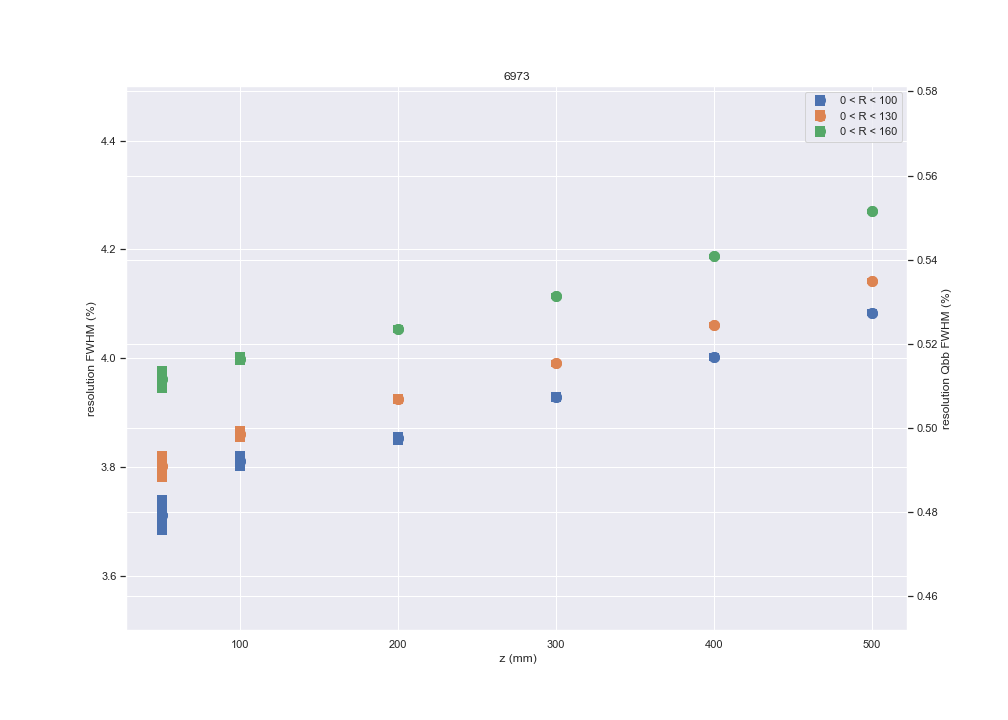 6973
0 < R < 100
0 < R < 130
0 < R < 160
resolution FWHM (%)
4.4
4.2
4.0
3.8
3.6
0.58
0.56
0.54
0.52
0.50
0.48
0.46
resolution Qbb FWHM (%)
100 200 300 400 500
z (mm)